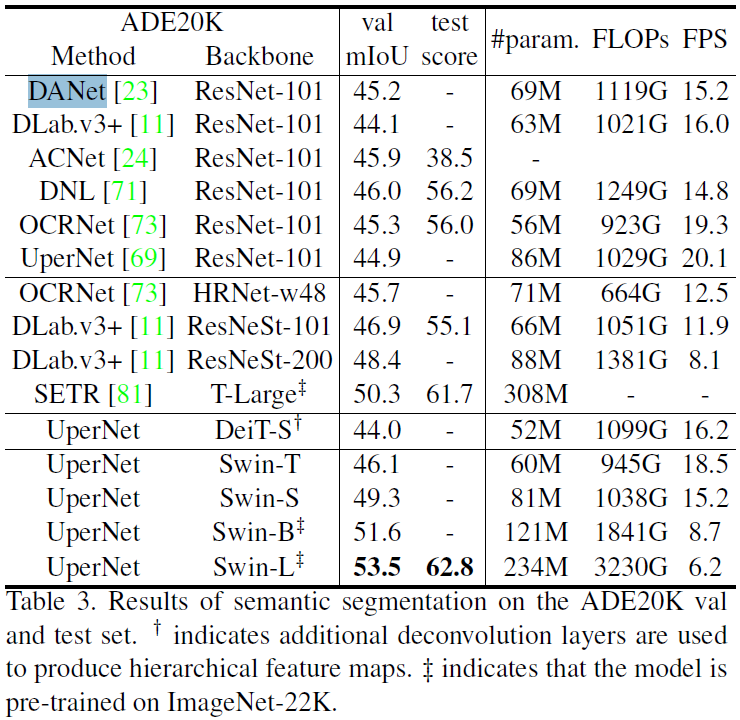 ADE20K val test #param. FLOPs FPS
Method Backbone mIoU score
DANet [23] ResNet-101 45.2 - 69M 1119G 15.2
DLab.v3+ [11] ResNet-101 44.1 - 63M 1021G 16.0
ACNet [24] ResNet-101 45.9 38.5 -
DNL [71] ResNet-101 46.0 56.2 69M 1249G 14.8
OCRNet [73] ResNet-101 45.3 56.0 56M 923G 19.3
UperNet [69] ResNet-101 44.9 - 86M 1029G 20.1
OCRNet [73] HRNet-w48 45.7 - 71M 664G 12.5
DLab.v3+ [11] ResNeSt-101 46.9 55.1 66M 1051G 11.9
DLab.v3+ [11] ResNeSt-200 48.4 - 88M 1381G 8.1
SETR [81] T-Large‡ 50.3 61.7 308M - -
UperNet DeiT-S† 44.0 - 52M 1099G 16.2
UperNet Swin-T 46.1 - 60M 945G 18.5
UperNet Swin-S 49.3 - 81M 1038G 15.2
UperNet Swin-B‡ 51.6 - 121M 1841G 8.7
UperNet Swin-L‡ 53.5 62.8 234M 3230G 6.2
Table 3. Results of semantic segmentation on the ADE20K val
and test set. † indicates additional deconvolution layers are used
to produce hierarchical feature maps. ‡ indicates that the model is
pre-trained on ImageNet-22K.